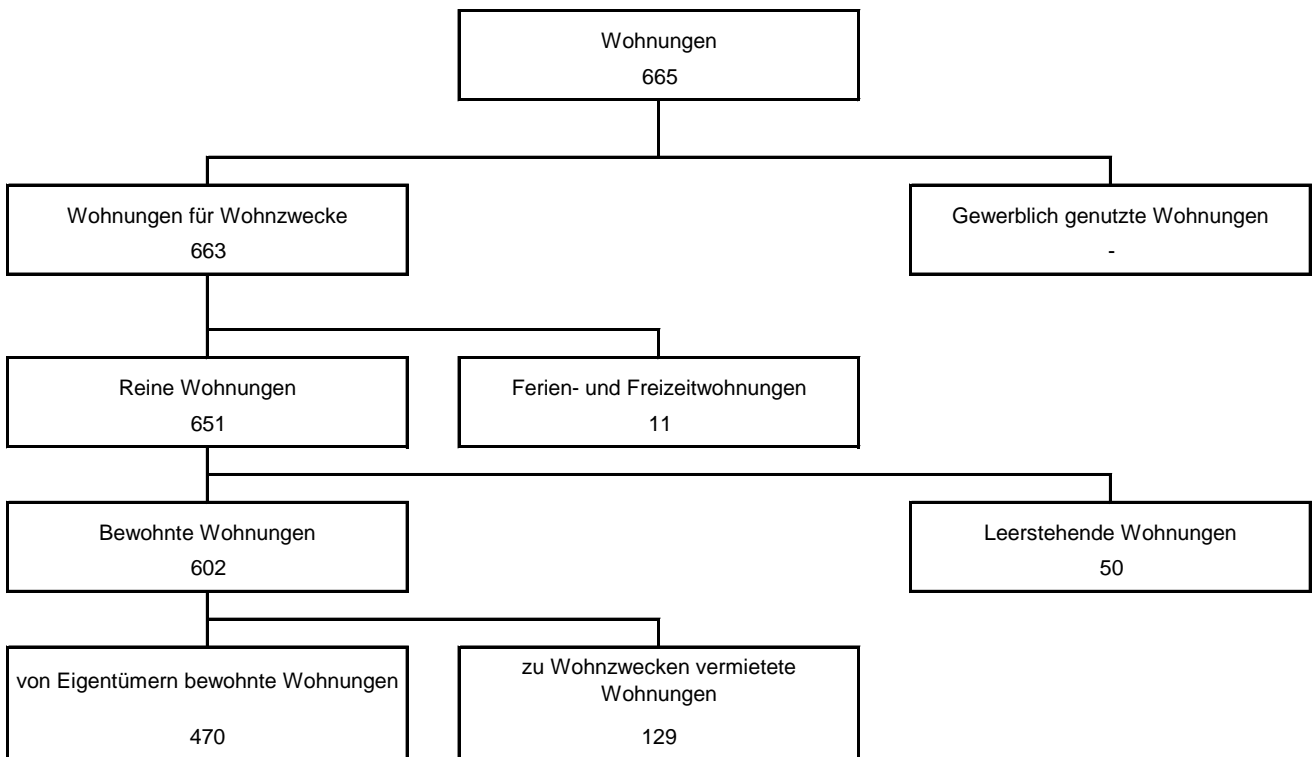 Wohnungen
665
Wohnungen für Wohnzwecke
663
Gewerblich genutzte Wohnungen
-
Reine Wohnungen
651
Ferien- und Freizeitwohnungen
11
Bewohnte Wohnungen
602
Leerstehende Wohnungen
50
von Eigentümern bewohnte Wohnungen
470
zu Wohnzwecken vermietete
Wohnungen
129